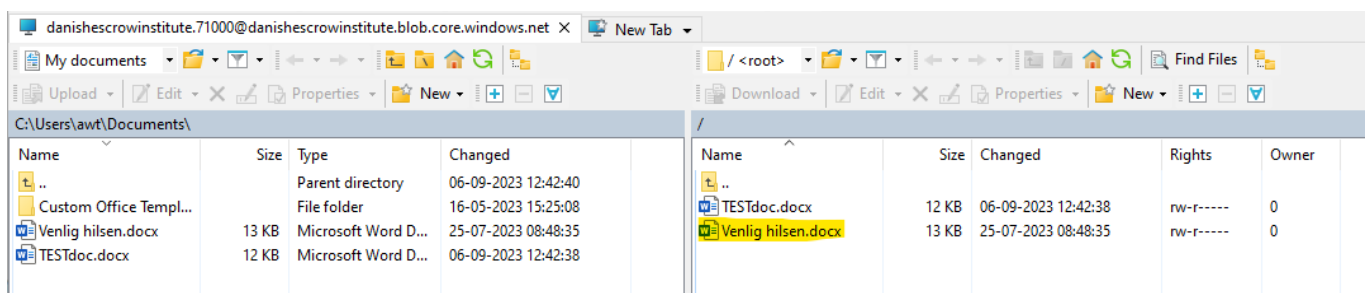 danishescrowinstitute.71000@danishescrowinstitute.blob.core.windows.net × New Tab
My documents / <root> Find Files
Upload Edit Properties New Download Edit Properties New
C:\Users\awt\Documents\ /
Name Size Type Changed Name Size Changed Rights Owner
.. Parent directory 06-09-2023 12:42:40 ..
Custom Office Templ... File folder 16-05-2023 15:25:08 TESTdoc.docx 12 KB 06-09-2023 12:42:38 rw-r----- 0
Venlig hilsen.docx 13 KB Microsoft Word D... 25-07-2023 08:48:35 Venlig hilsen.docx 13 KB 25-07-2023 08:48:35 rw-r----- 0
TESTdoc.docx 12 KB Microsoft Word D... 06-09-2023 12:42:38